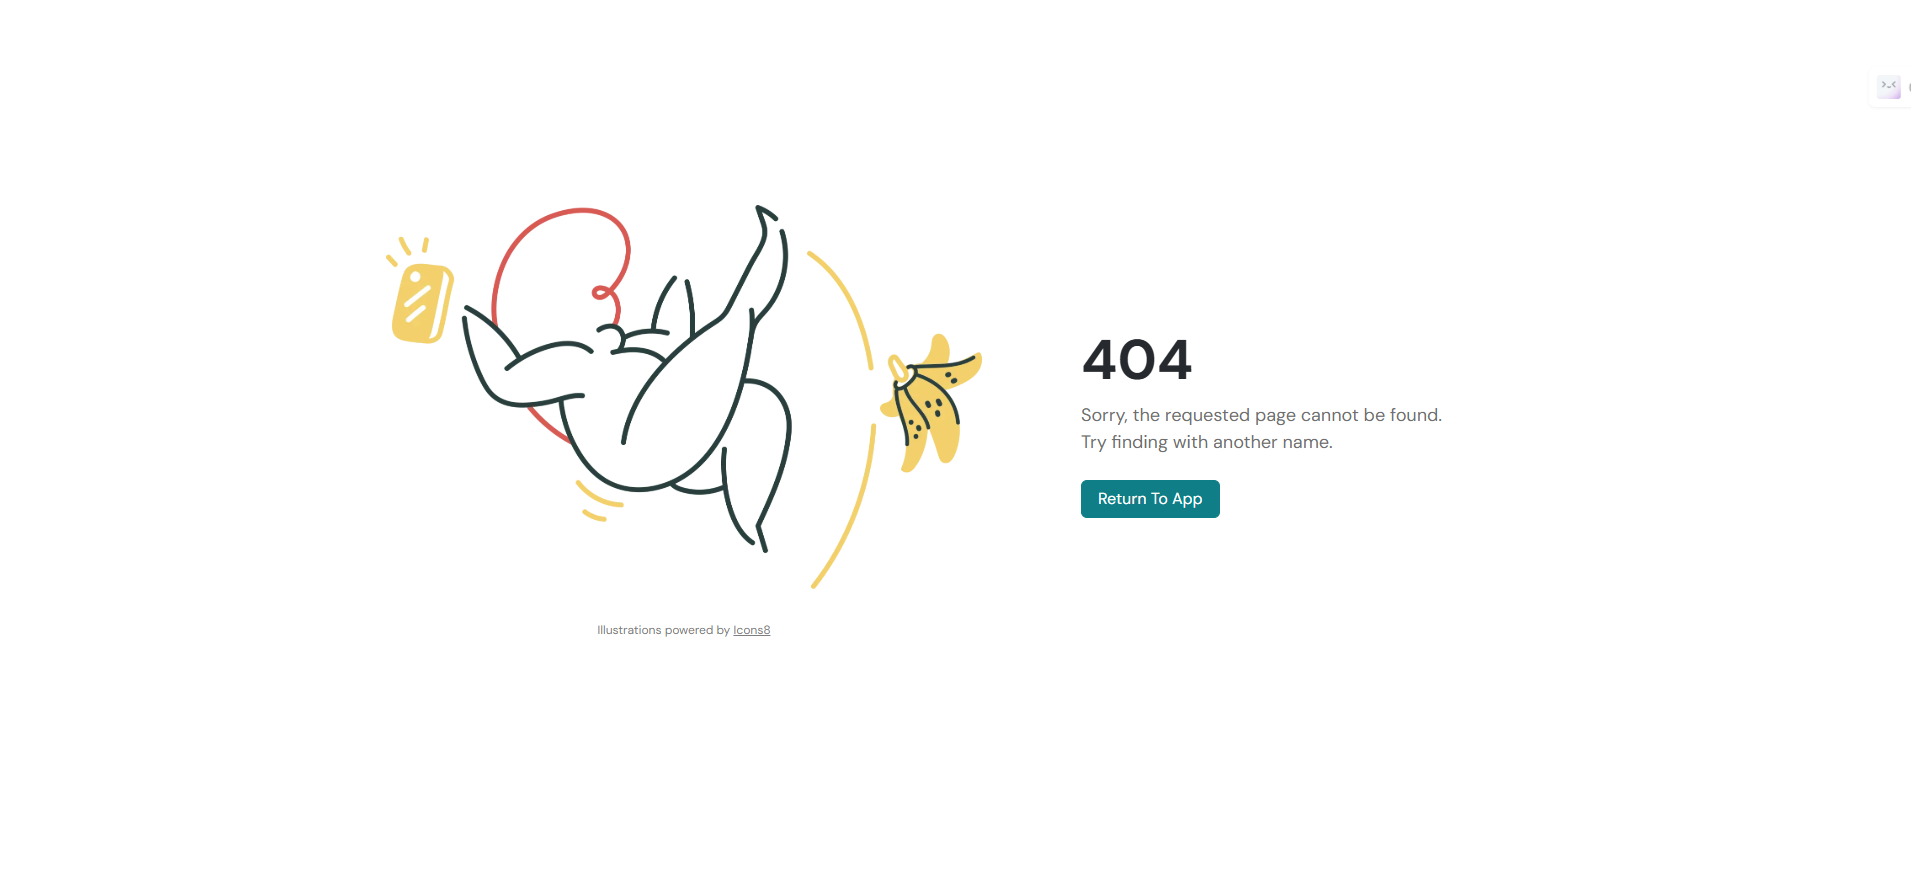 404
Sorry, the requested page cannot be found.
Try finding with another name.
Return To App
Illustrations powered by Icons8